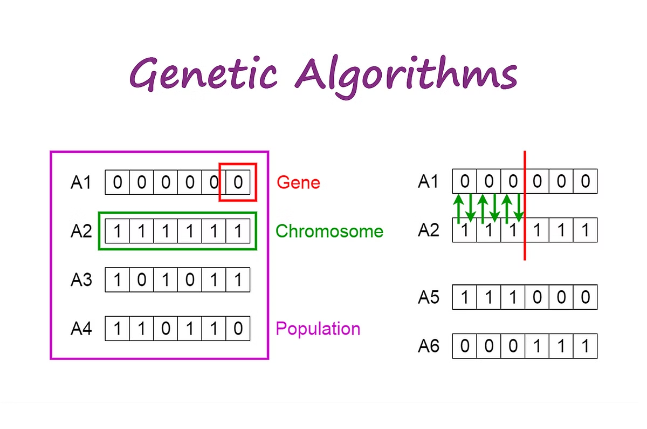 Genetic Algorithms
A1 0 0 0 0 0 0 Gene
A2 1 1 1 1 1 1 Chromosome
A3 1 0 1 0 1 1
A4 1 1 0 1 1 0 Population
A1 0 0 0 0 0 0
A2 1 1 1 1 1 1
A5 1 1 1 0 0 0
A6 0 0 0 1 1 1